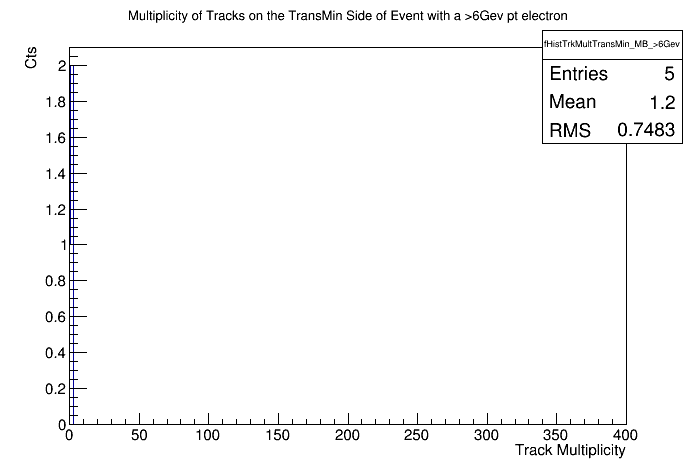 Multiplicity of Tracks on the TransMin Side of Event with a >6Gev pt electron
fHistTrkMultTransMin_MB_>6Gev
Entries 5
Mean 1.2
RMS 0.7483
Cts
2
1.8
1.6
1.4
1.2
1
0.8
0.6
0.4
0.2
0
0 50 100 150 200 250 300 350 400
Track Multiplicity